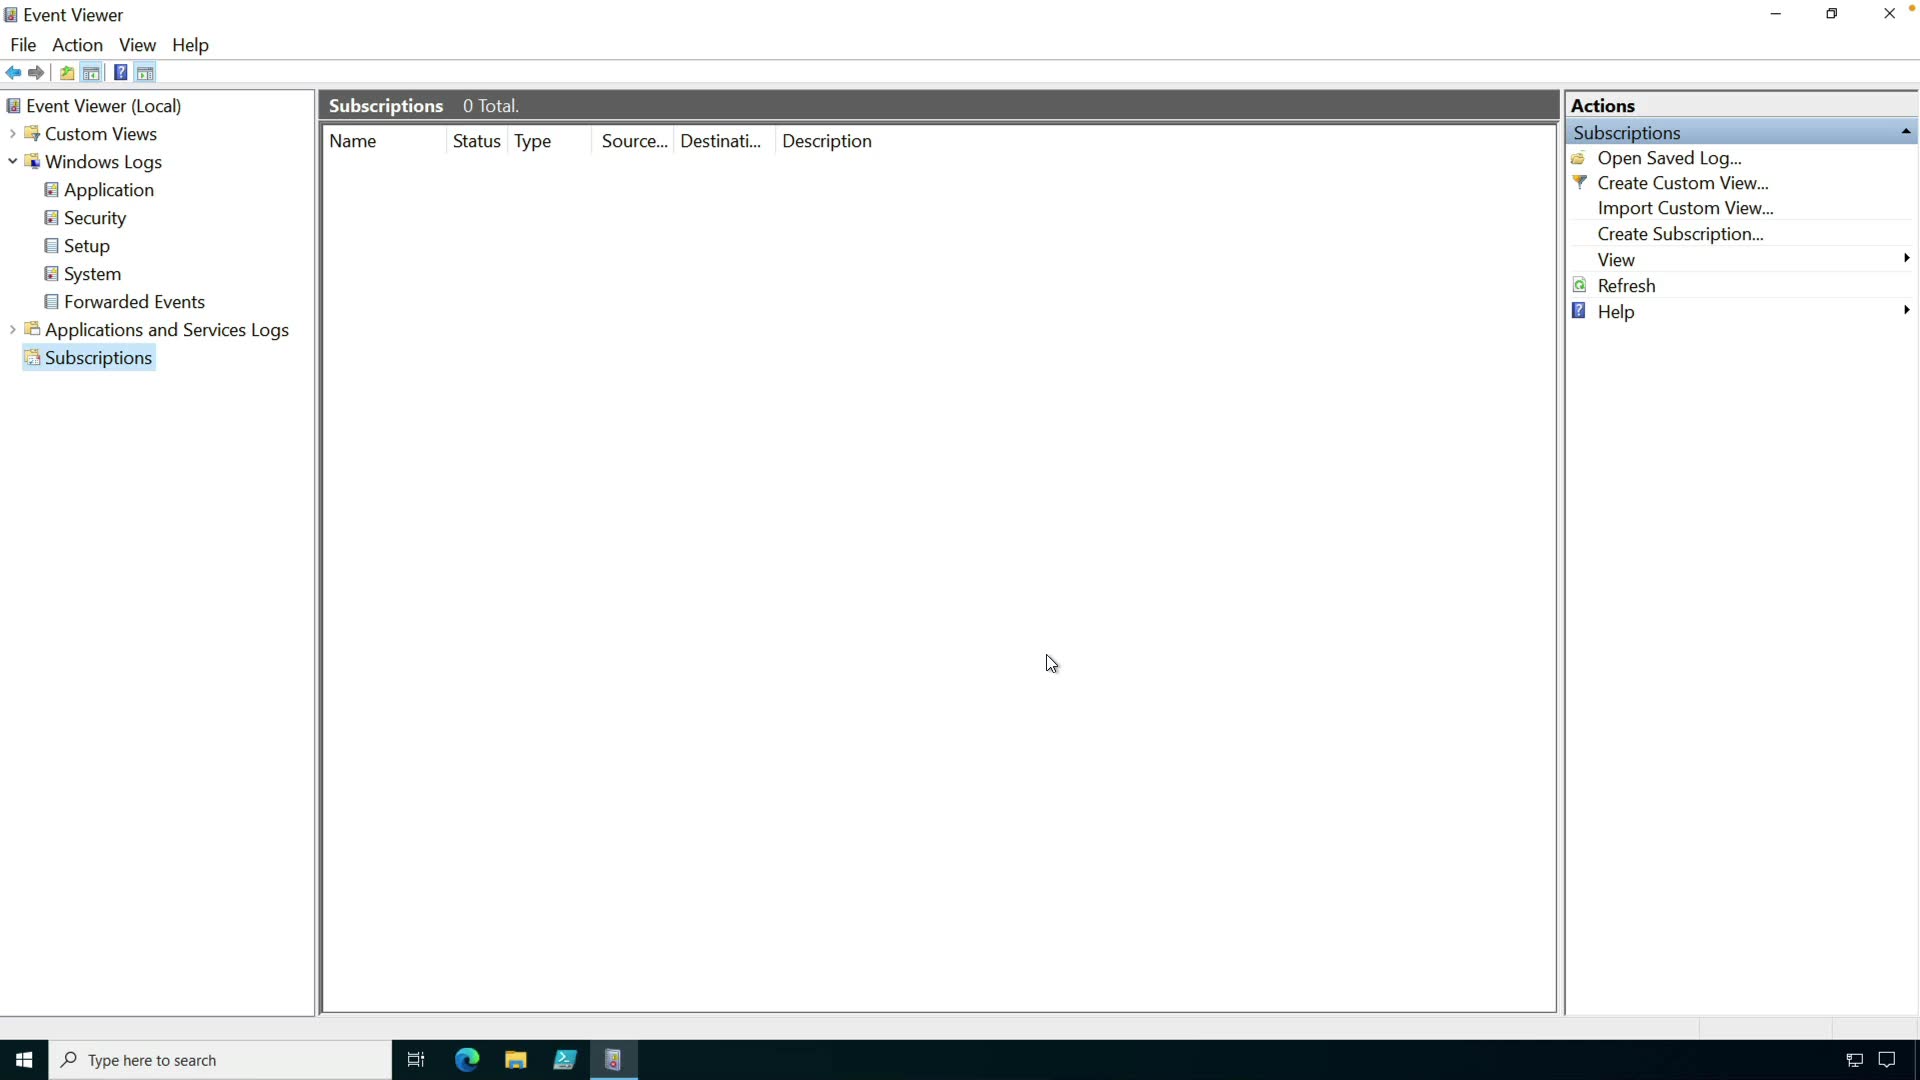 Event Viewer
File Action View Help
Event Viewer (Local)
Custom Views
Windows Logs
Application
Security
Setup
System
Forwarded Events
Applications and Services Logs
Subscriptions
Subscriptions 0 Total.
Name Status Type Source... Destinati... Description
Actions
Subscriptions
Open Saved Log...
Create Custom View...
Import Custom View...
Create Subscription...
View
Refresh
Help
Type here to search